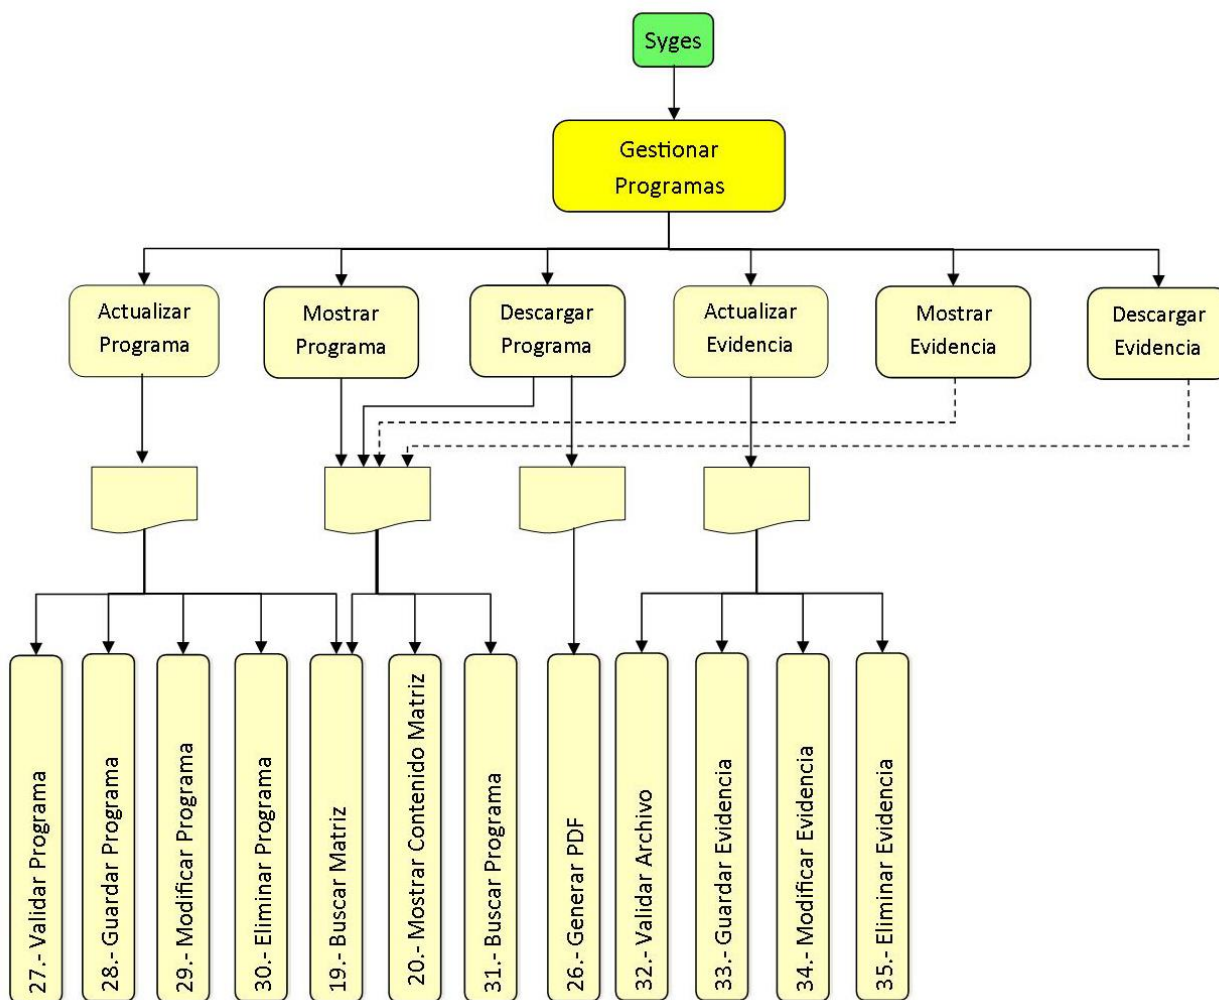 Syges
Gestionar
Programas
Actualizar
Programa
Mostrar
Programa
Descargar
Programa
Actualizar
Evidencia
Mostrar
Evidencia
Descargar
Evidencia
27.- Validar Programa
28.- Guardar Programa
29.- Modificar Programa
30.- Eliminar Programa
19.- Buscar Matriz
20.- Mostrar Contenido Matriz
31.- Buscar Programa
26.- Generar PDF
32.- Validar Archivo
33.- Guardar Evidencia
34.- Modificar Evidencia
35.- Eliminar Evidencia